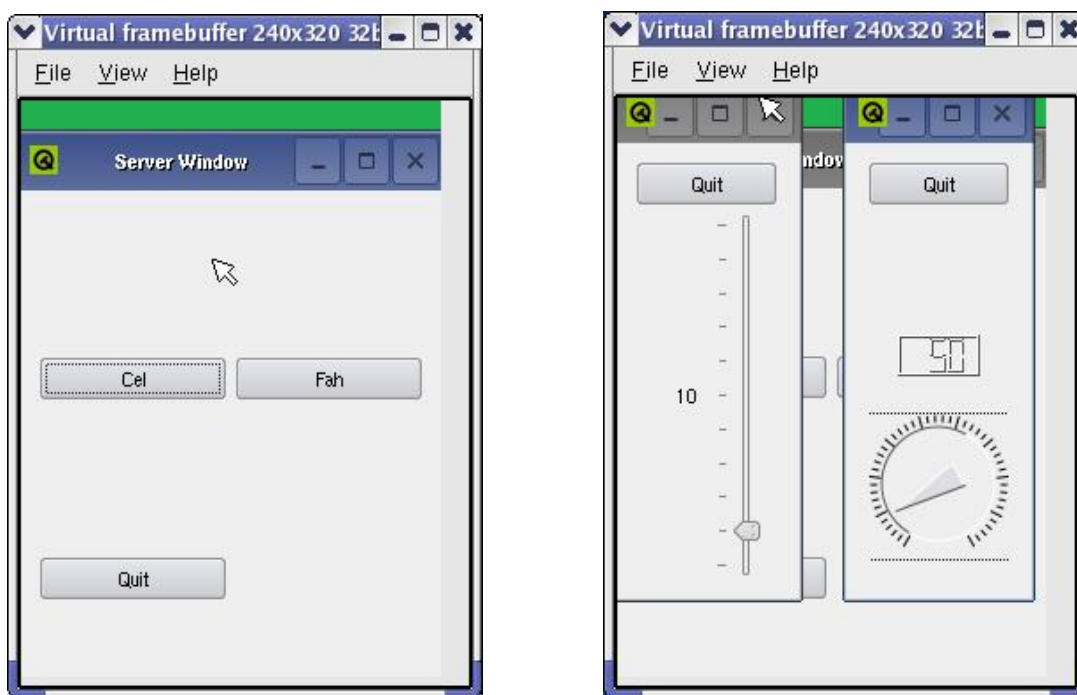 Virtual framebuffer 240x320 32b
File View Help
Server Window
Cel Fah
Quit
Virtual framebuffer 240x320 32b
File View Help
ndow
Quit Quit
50
10